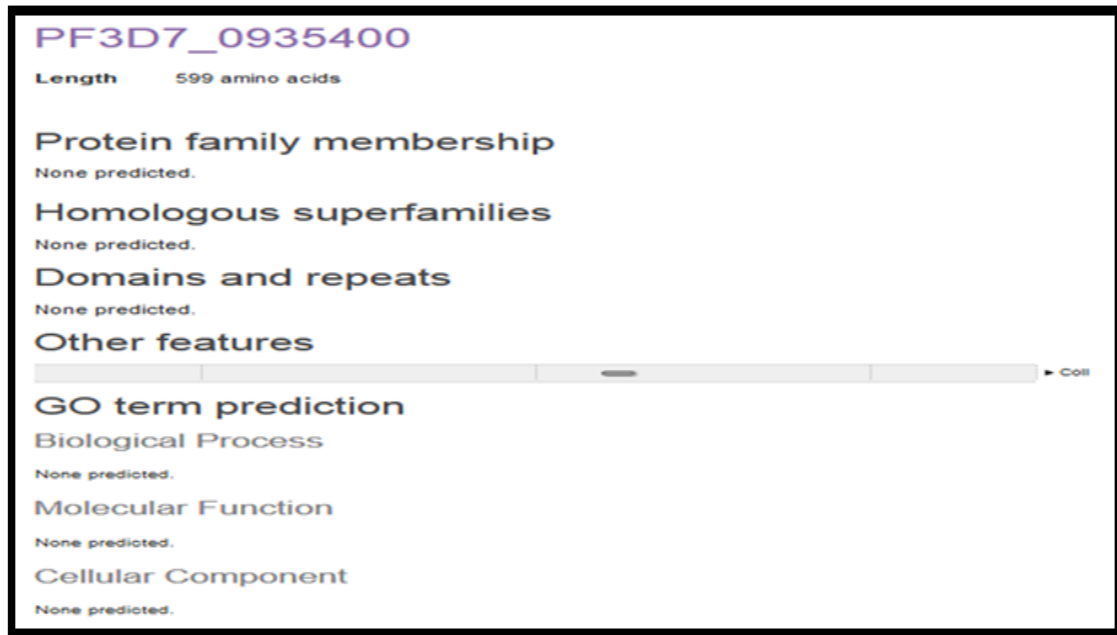 PF3D7_0935400
Length 599 amino acids
Protein family membership
None predicted.
Homologous superfamilies
None predicted.
Domains and repeats
None predicted.
Other features
► Coil
GO term prediction
Biological Process
None predicted.
Molecular Function
None predicted.
Cellular Component
None predicted.